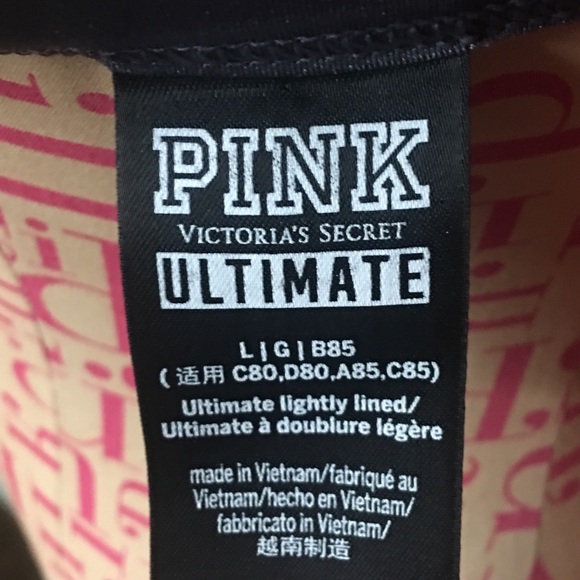 PINK
VICTORIA'S SECRET
ULTIMATE
L | G | B85
( 适用 C80,D80,A85,C85)
Ultimate lightly lined/
Ultimate à doublure légère
made in Vietnam/fabriqué au
Vietnam/hecho en Vietnam/
fabbricato in Vietnam/
越南制造